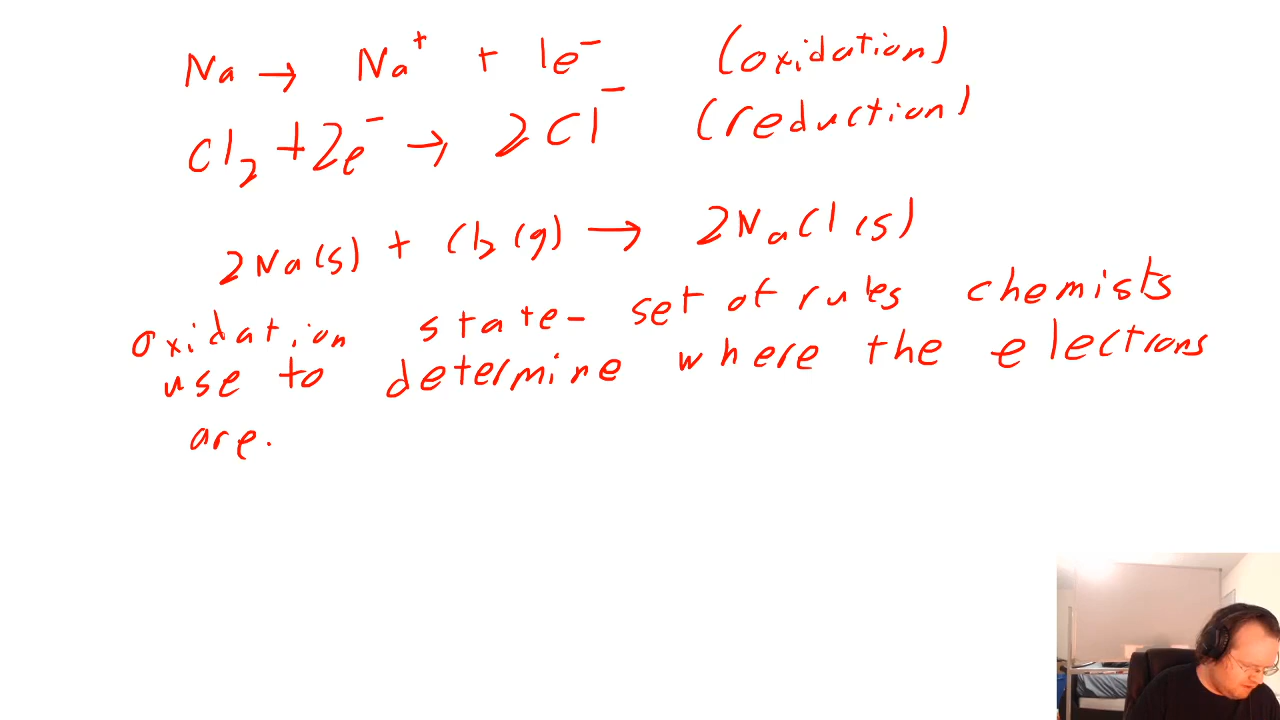 Na → Na⁺ + 1e⁻ (oxidation)
Cl₂ + 2e⁻ → 2Cl⁻ (reduction)
2Na(s) + Cl₂(g) → 2NaCl(s)
oxidation state- set of rules chemists
use to determine where the electrons
are.